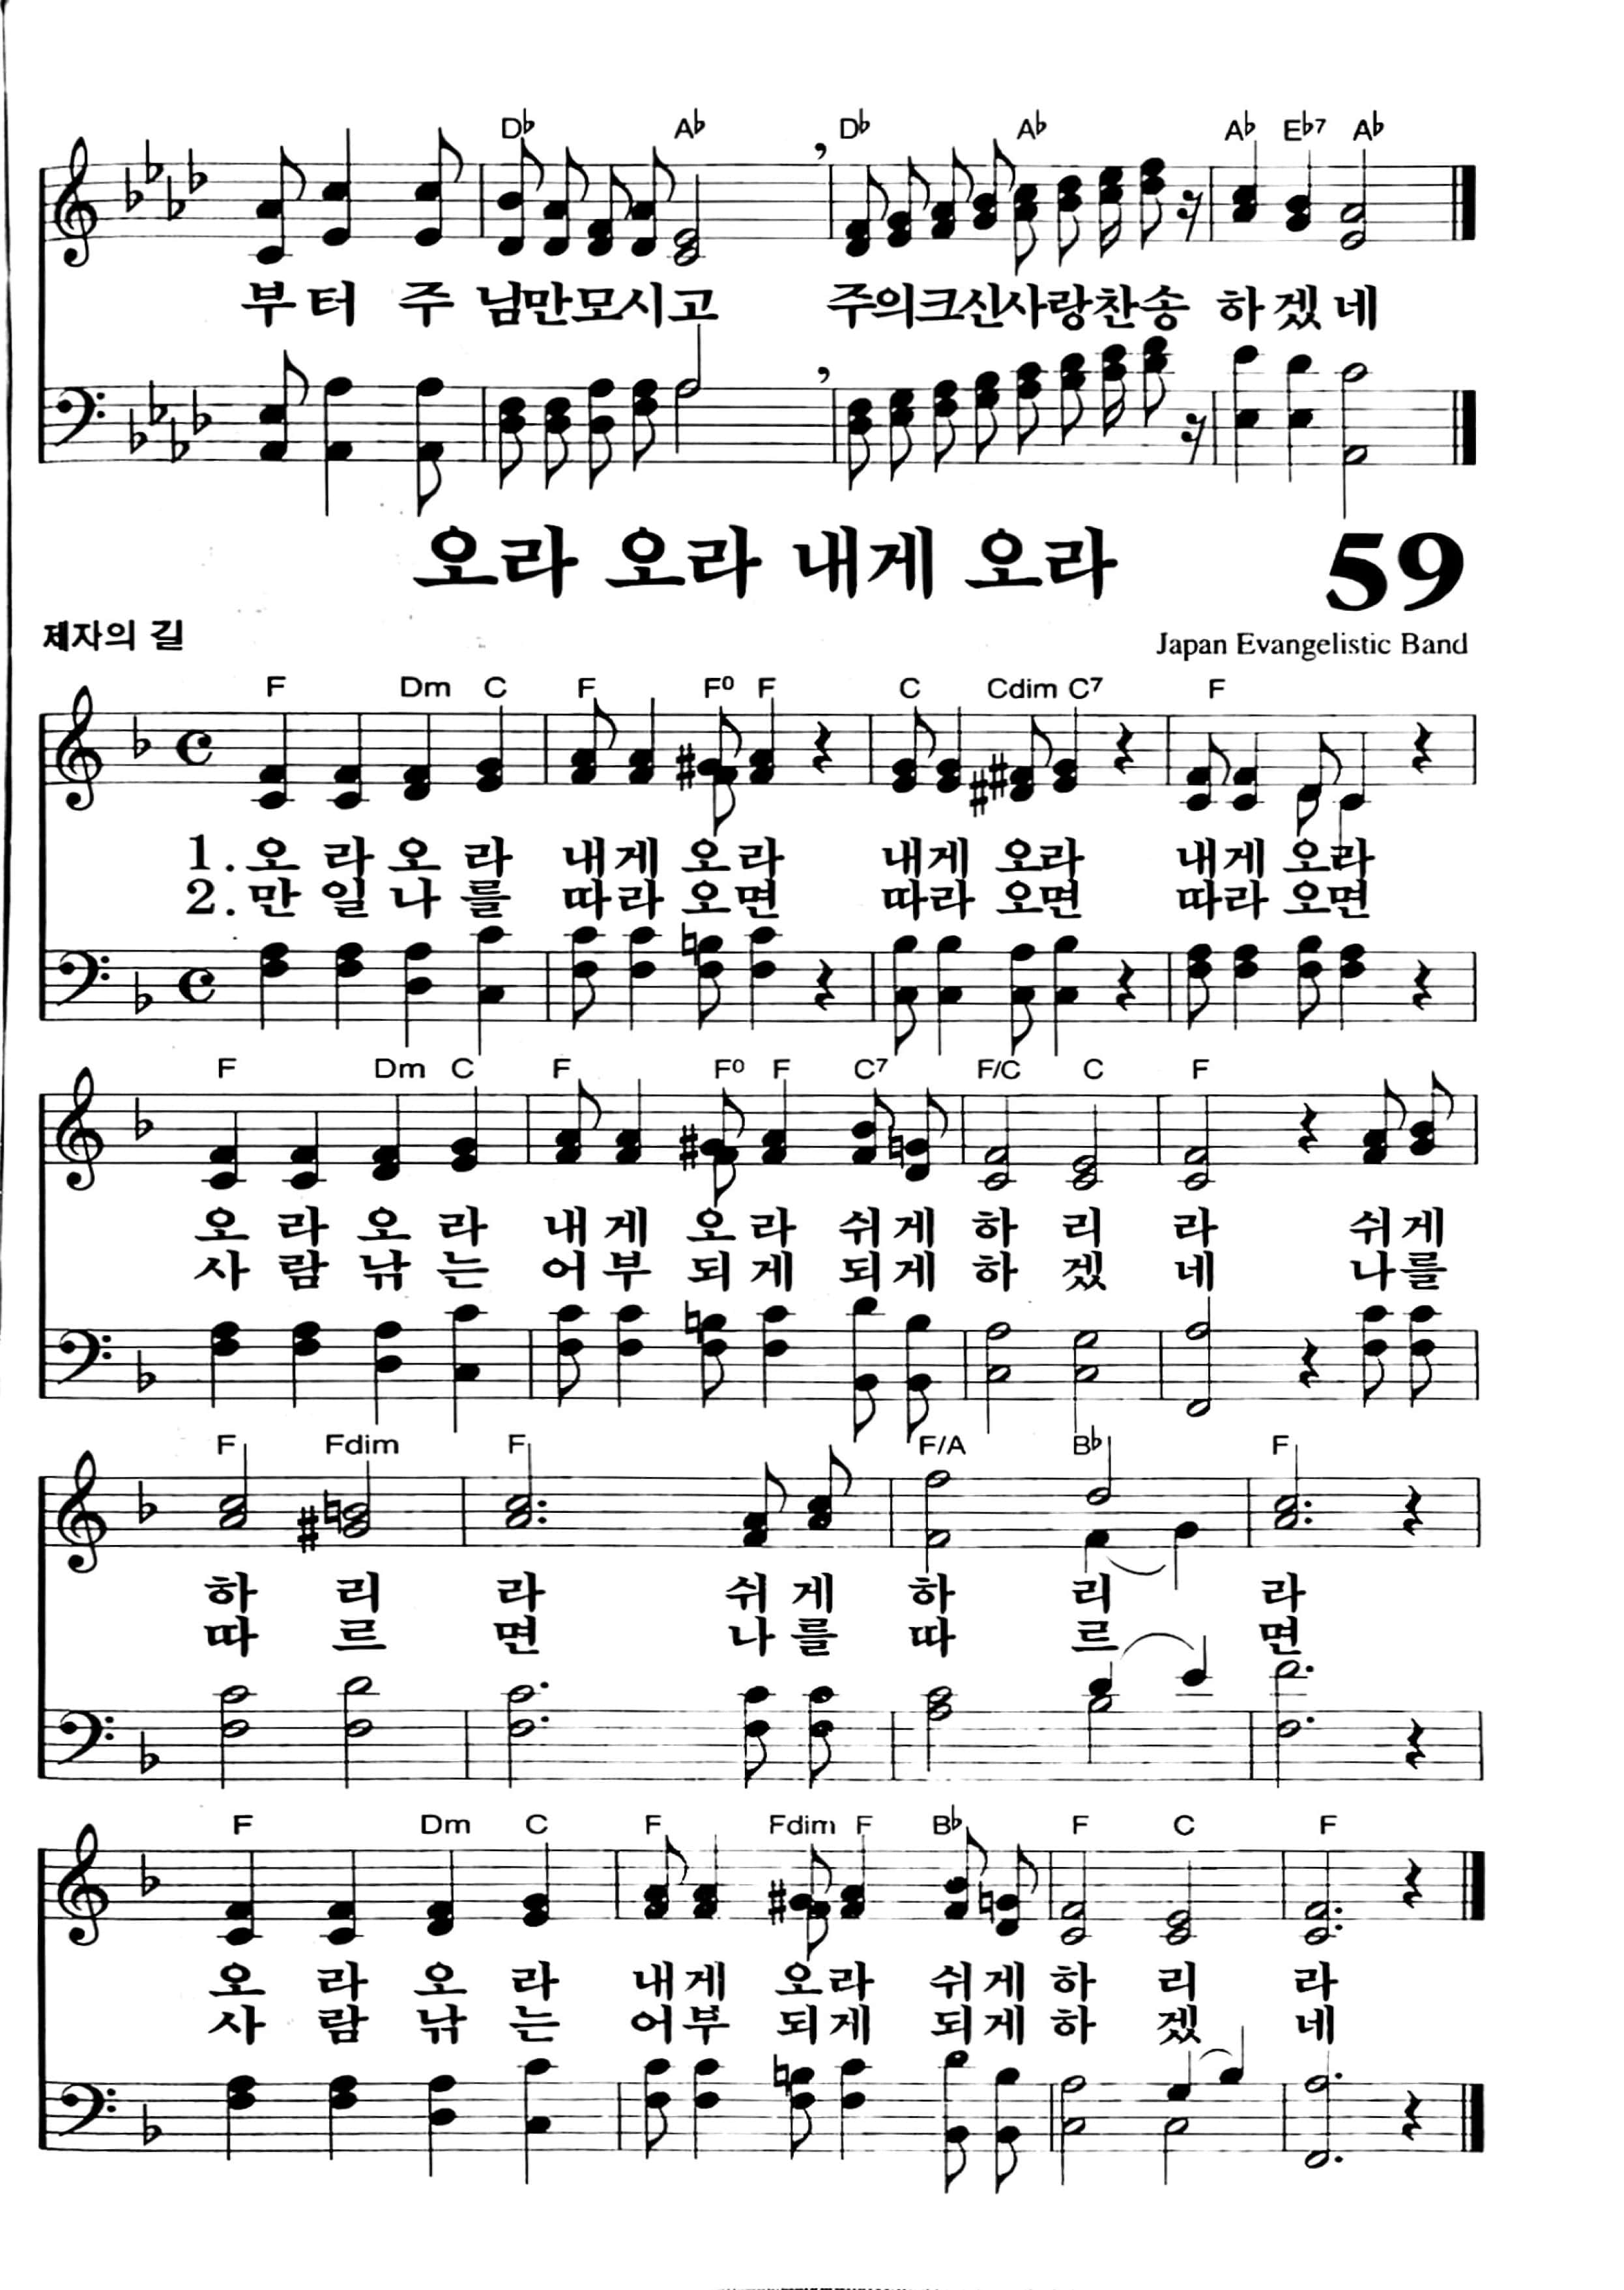 D♭ A♭ D♭ A♭ A♭ E♭7 A♭
부 터 주 님만모시고 주의크신사랑찬송 하 겠 네
오라 오라 내게 오라 59
제자의 길
Japan Evangelistic Band
F Dm C F F⁰ F C Cdim C7 F
1. 오 라 오 라 내게 오라 내게 오라 내게 오라
2. 만 일 나 를 따라 오면 따라 오면 따라 오면
F Dm C F F⁰ F C7 F/C C F
오 라 오 라 내 게 오 라 쉬 게 하 리 라 쉬 게
사 람 낚 는 어 부 되 게 되 게 하 겠 네 나 를
F Fdim F F/A B♭ F
하 리 라 쉬 게 하 리 라
따 르 면 나 를 따 르 면
F Dm C F Fdim F B♭ F C F
오 라 오 라 내 게 오 라 쉬 게 하 리 라
사 람 낚 는 어 부 되 게 되 게 하 겠 네